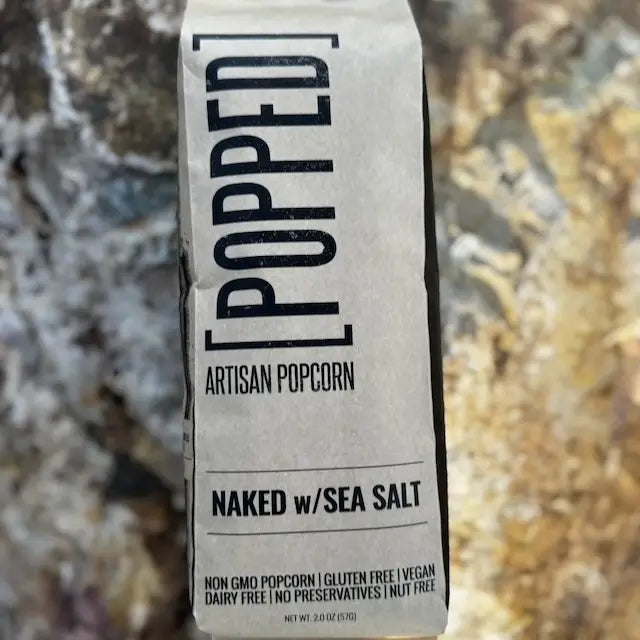 [POPPED]
ARTISAN POPCORN
NAKED w/SEA SALT
NON GMO POPCORN | GLUTEN FREE | VEGAN
DAIRY FREE | NO PRESERVATIVES | NUT FREE
NET WT. 2.0 OZ (57G)